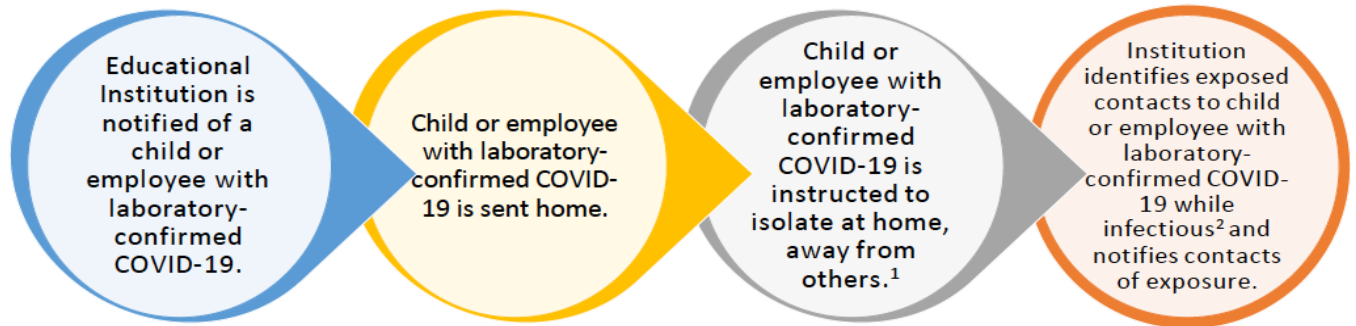 Educational
Institution is
notified of a
child or
employee with
laboratory-
confirmed
COVID-19.
Child or employee
with laboratory-
confirmed COVID-
19 is sent home.
Child or
employee with
laboratory-
confirmed
COVID-19 is
instructed to
isolate at home,
away from
others.¹
Institution
identifies exposed
contacts to child
or employee with
laboratory-
confirmed COVID-
19 while
infectious² and
notifies contacts
of exposure.